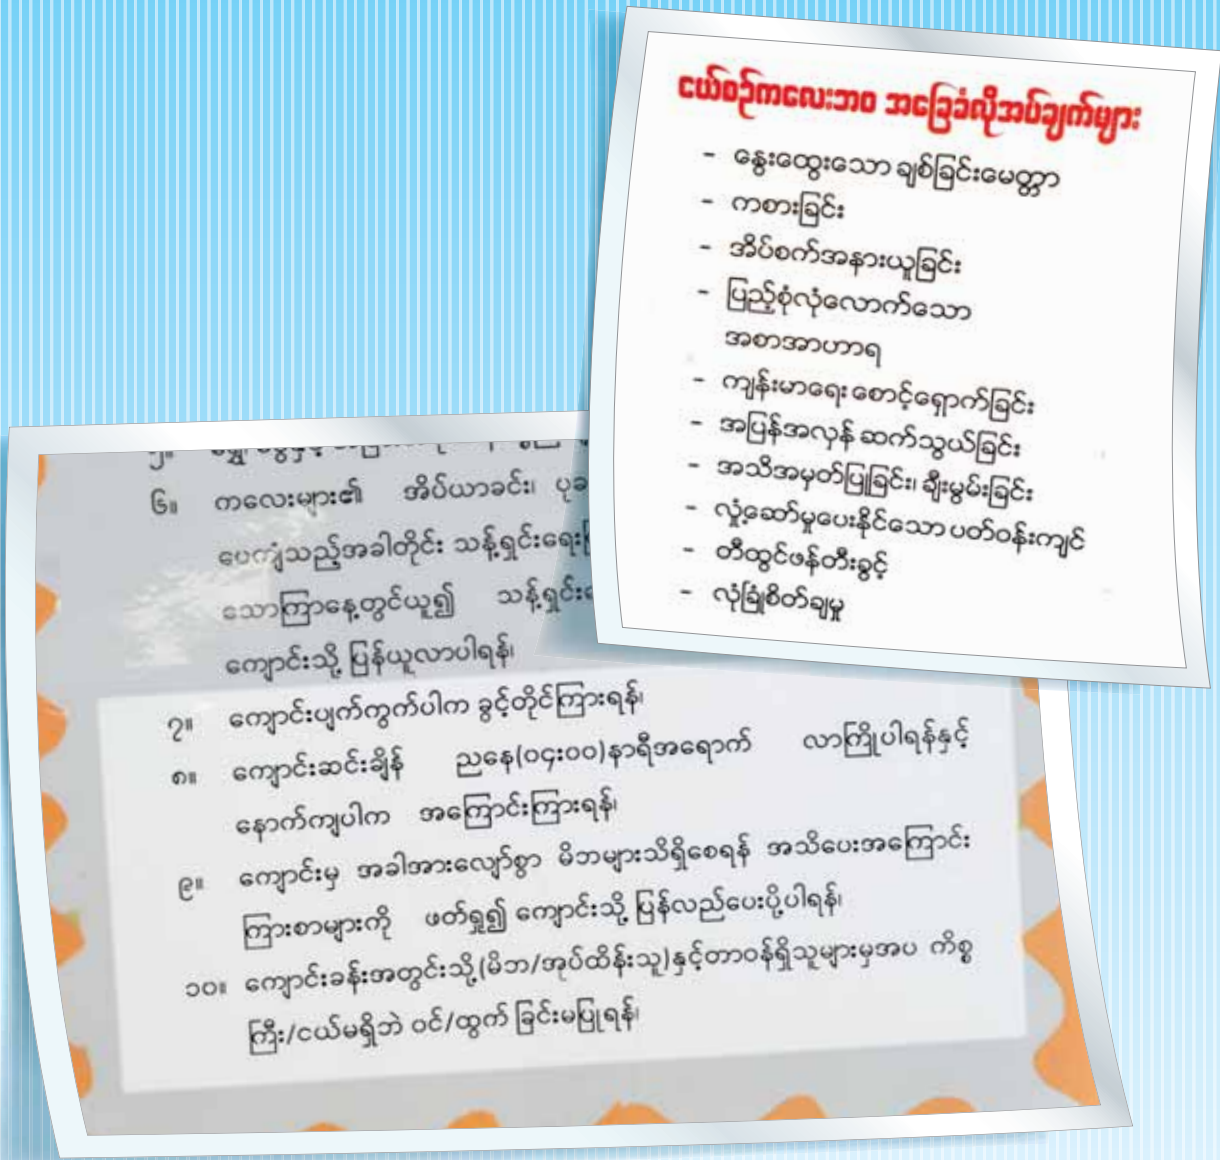 ငယ်စဉ်ကလေးဘဝ အခြေခံလိုအပ်ချက်များ
- နွေးထွေးသော ချစ်ခြင်းမေတ္တာ
- ကစားခြင်း
- အိပ်စက်အနားယူခြင်း
- ပြည့်စုံလုံလောက်သော
အစာအာဟာရ
- ကျန်းမာရေး စောင့်ရှောက်ခြင်း
- အပြန်အလှန် ဆက်သွယ်ခြင်း
- အသိအမှတ်ပြုခြင်း၊ ချီးမွမ်းခြင်း
- လှုံ့ဆော်မှုပေးနိုင်သော ပတ်ဝန်းကျင်
- တီထွင်ဖန်တီးခွင့်
- လုံခြုံစိတ်ချမှု
၅။
၆။ ကလေးများ၏ အိပ်ယာခင်း၊ ပုခ
ပေကျံသည့်အခါတိုင်း သန့်ရှင်းရေး
သောကြာနေ့တွင်ယူ၍ သန့်ရှင်း
ကျောင်းသို့ ပြန်ယူလာပါရန်၊
၇။ ကျောင်းပျက်ကွက်ပါက ခွင့်တိုင်ကြားရန်၊
၈။ ကျောင်းဆင်းချိန် ညနေ(၀၄း၀၀)နာရီအရောက် လာကြိုပါရန်နှင့်
နောက်ကျပါက အကြောင်းကြားရန်၊
၉။ ကျောင်းမှ အခါအားလျော်စွာ မိဘများသိရှိစေရန် အသိပေးအကြောင်း
ကြားစာများကို ဖတ်ရှု၍ ကျောင်းသို့ ပြန်လည်ပေးပို့ပါရန်၊
၁၀။ ကျောင်းခန်းအတွင်းသို့(မိဘ/အုပ်ထိန်းသူ)နှင့်တာဝန်ရှိသူများမှအပ ကိစ္စ
ကြီး/ငယ်မရှိဘဲ ဝင်/ထွက် ခြင်းမပြုရန်၊